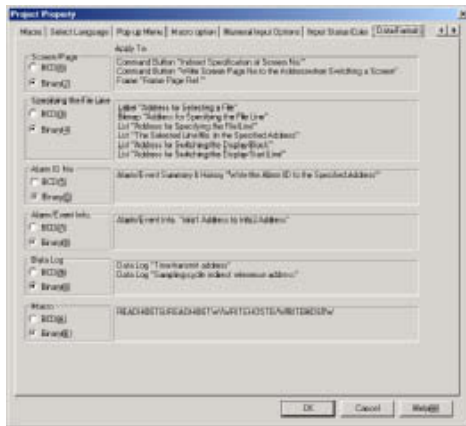 Project Property
Macro | Select Language | Pop-up Menu | Macro option | Numeral Input Options | Input Status/Color | Data Format
Apply To
Screen/Page
BCD
Binary
Command Button "Indirect Specification of Screen No."
Command Button "Write Screen Page No to the Address when Switching a Screen"
Frame "Frame Page Ref."
Specifying the File Line
BCD
Binary
Label "Address for Selecting a File"
Bitmap "Address for Specifying the File Line"
List "Address for Specifying the File Line"
List "The Selected Line No. in the Specified Address"
List "Address for Switching the Display Block"
List "Address for Switching the Display Start Line"
Alarm ID No
BCD
Binary
Alarm/Event Summary & History "Write the Alarm ID to the Specified Address"
Alarm/Event Info.
BCD
Binary
Alarm/Event Info. "Info1 Address to Info3 Address"
Data Log
BCD
Binary
Data Log "Time transmit address"
Data Log "Sampling cycle indirect reference address"
Macro
BCD
Binary
OK
Cancel
Help